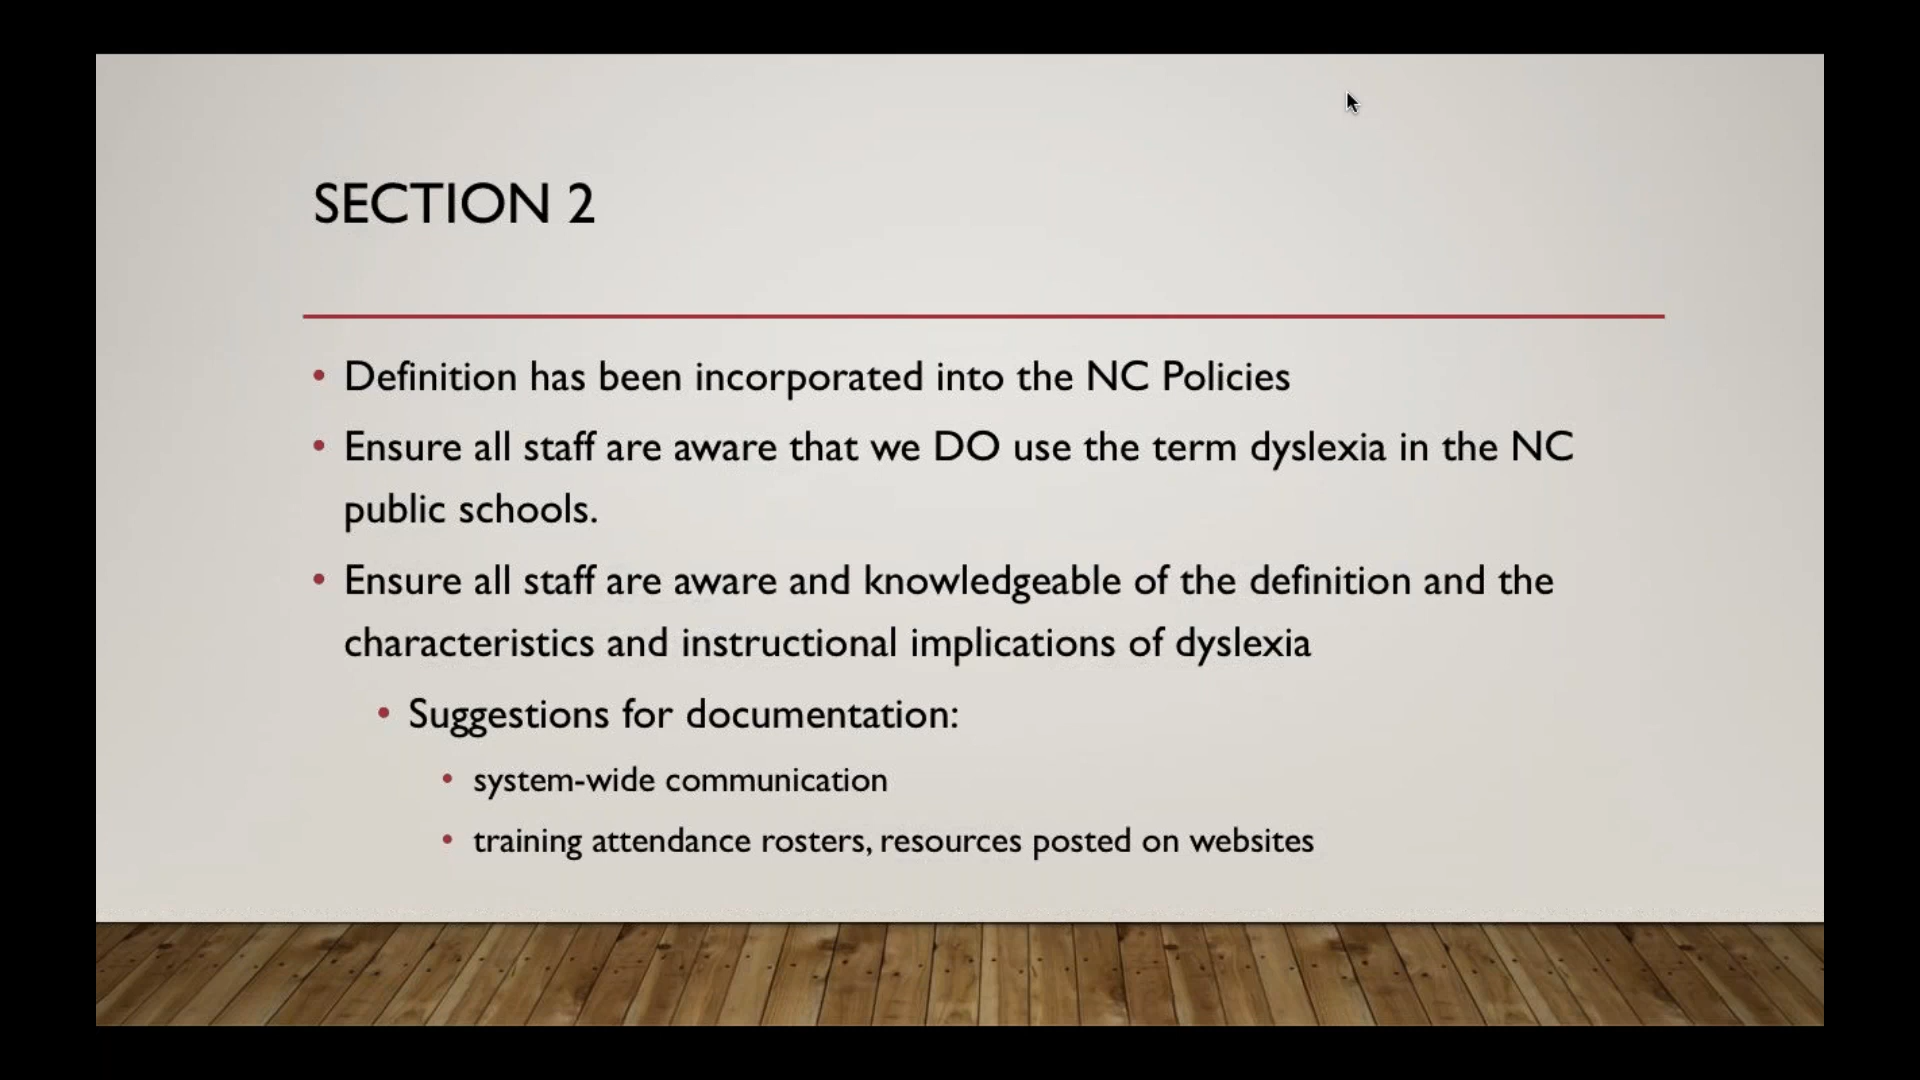 SECTION 2
• Definition has been incorporated into the NC Policies
• Ensure all staff are aware that we DO use the term dyslexia in the NC
public schools.
• Ensure all staff are aware and knowledgeable of the definition and the
characteristics and instructional implications of dyslexia
• Suggestions for documentation:
• system-wide communication
• training attendance rosters, resources posted on websites